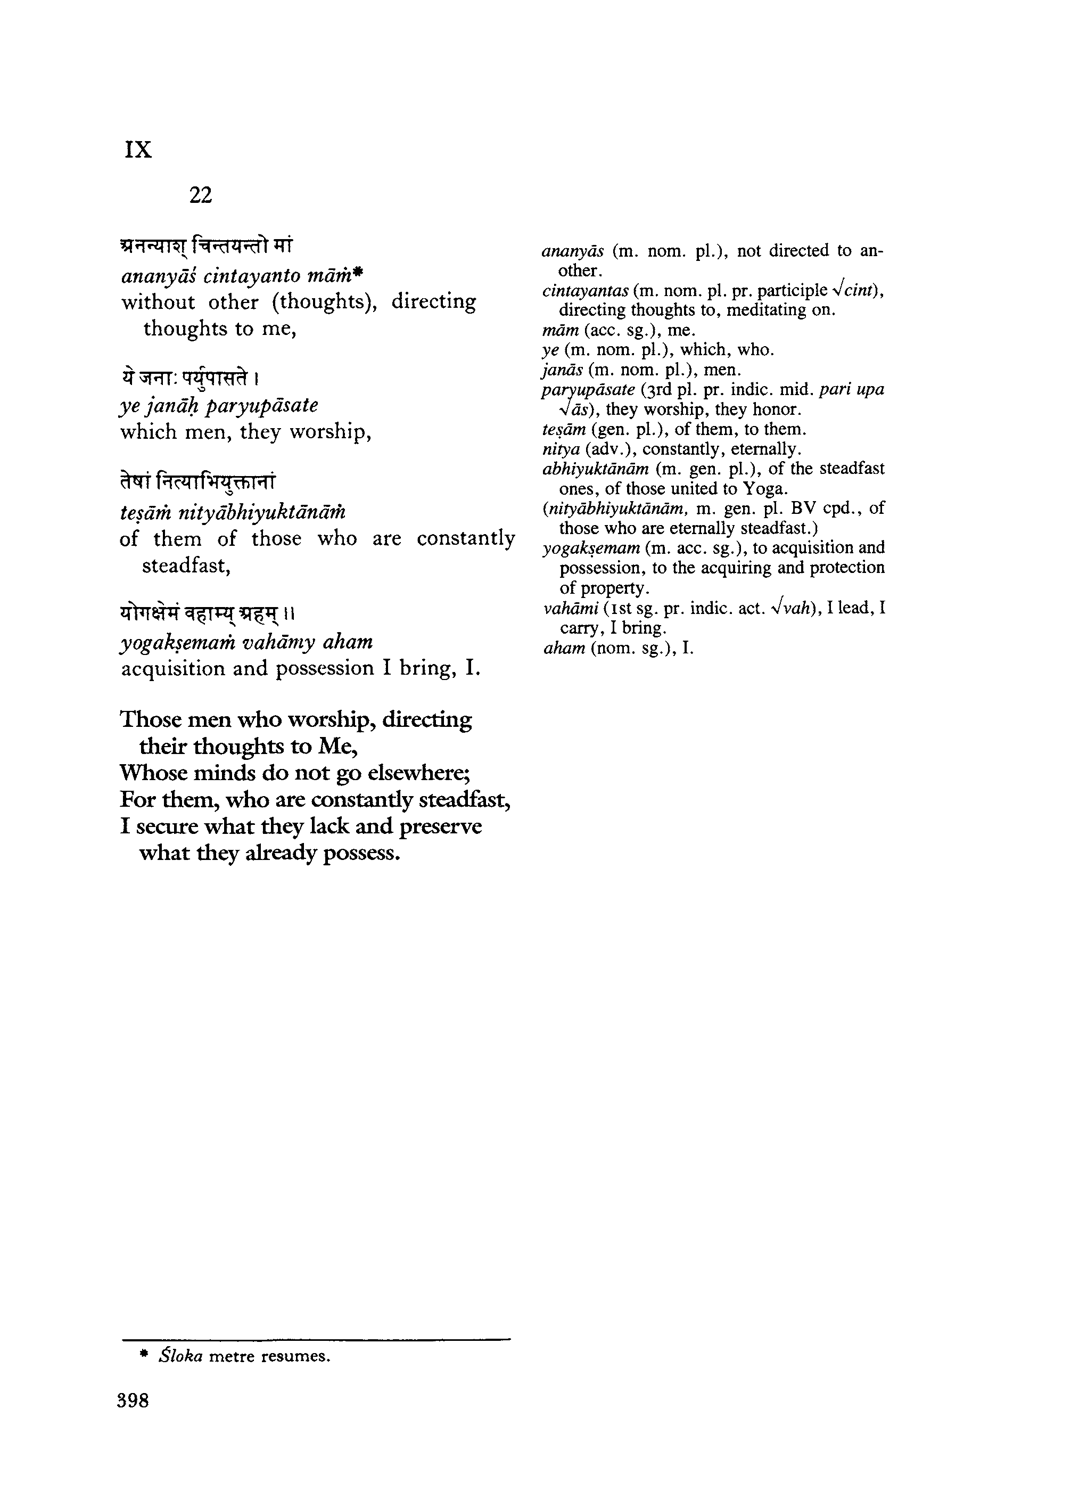 IX
22
अनन्याश् चिन्तयन्तो मां
ananyāś cintayanto māṁ*
without other (thoughts), directing
thoughts to me,
ये जनाः पर्युपासते ।
ye janāḥ paryupāsate
which men, they worship,
तेषां नित्याभियुक्तानां
teṣāṁ nityābhiyuktānāṁ
of them of those who are constantly
steadfast,
योगक्षेमं वहाम्य् अहम् ॥
yogakṣemaṁ vahāmy aham
acquisition and possession I bring, I.
Those men who worship, directing
their thoughts to Me,
Whose minds do not go elsewhere;
For them, who are constantly steadfast,
I secure what they lack and preserve
what they already possess.
ananyās (m. nom. pl.), not directed to an-
other.
cintayantas (m. nom. pl. pr. participle √cint),
directing thoughts to, meditating on.
mām (acc. sg.), me.
ye (m. nom. pl.), which, who.
janās (m. nom. pl.), men.
paryupāsate (3rd pl. pr. indic. mid. pari upa
√ās), they worship, they honor.
teṣām (gen. pl.), of them, to them.
nitya (adv.), constantly, eternally.
abhiyuktānām (m. gen. pl.), of the steadfast
ones, of those united to Yoga.
(nityābhiyuktānām, m. gen. pl. BV cpd., of
those who are eternally steadfast.)
yogakṣemam (m. acc. sg.), to acquisition and
possession, to the acquiring and protection
of property.
vahāmi (1st sg. pr. indic. act. √vah), I lead, I
carry, I bring.
aham (nom. sg.), I.
* Śloka metre resumes.
398